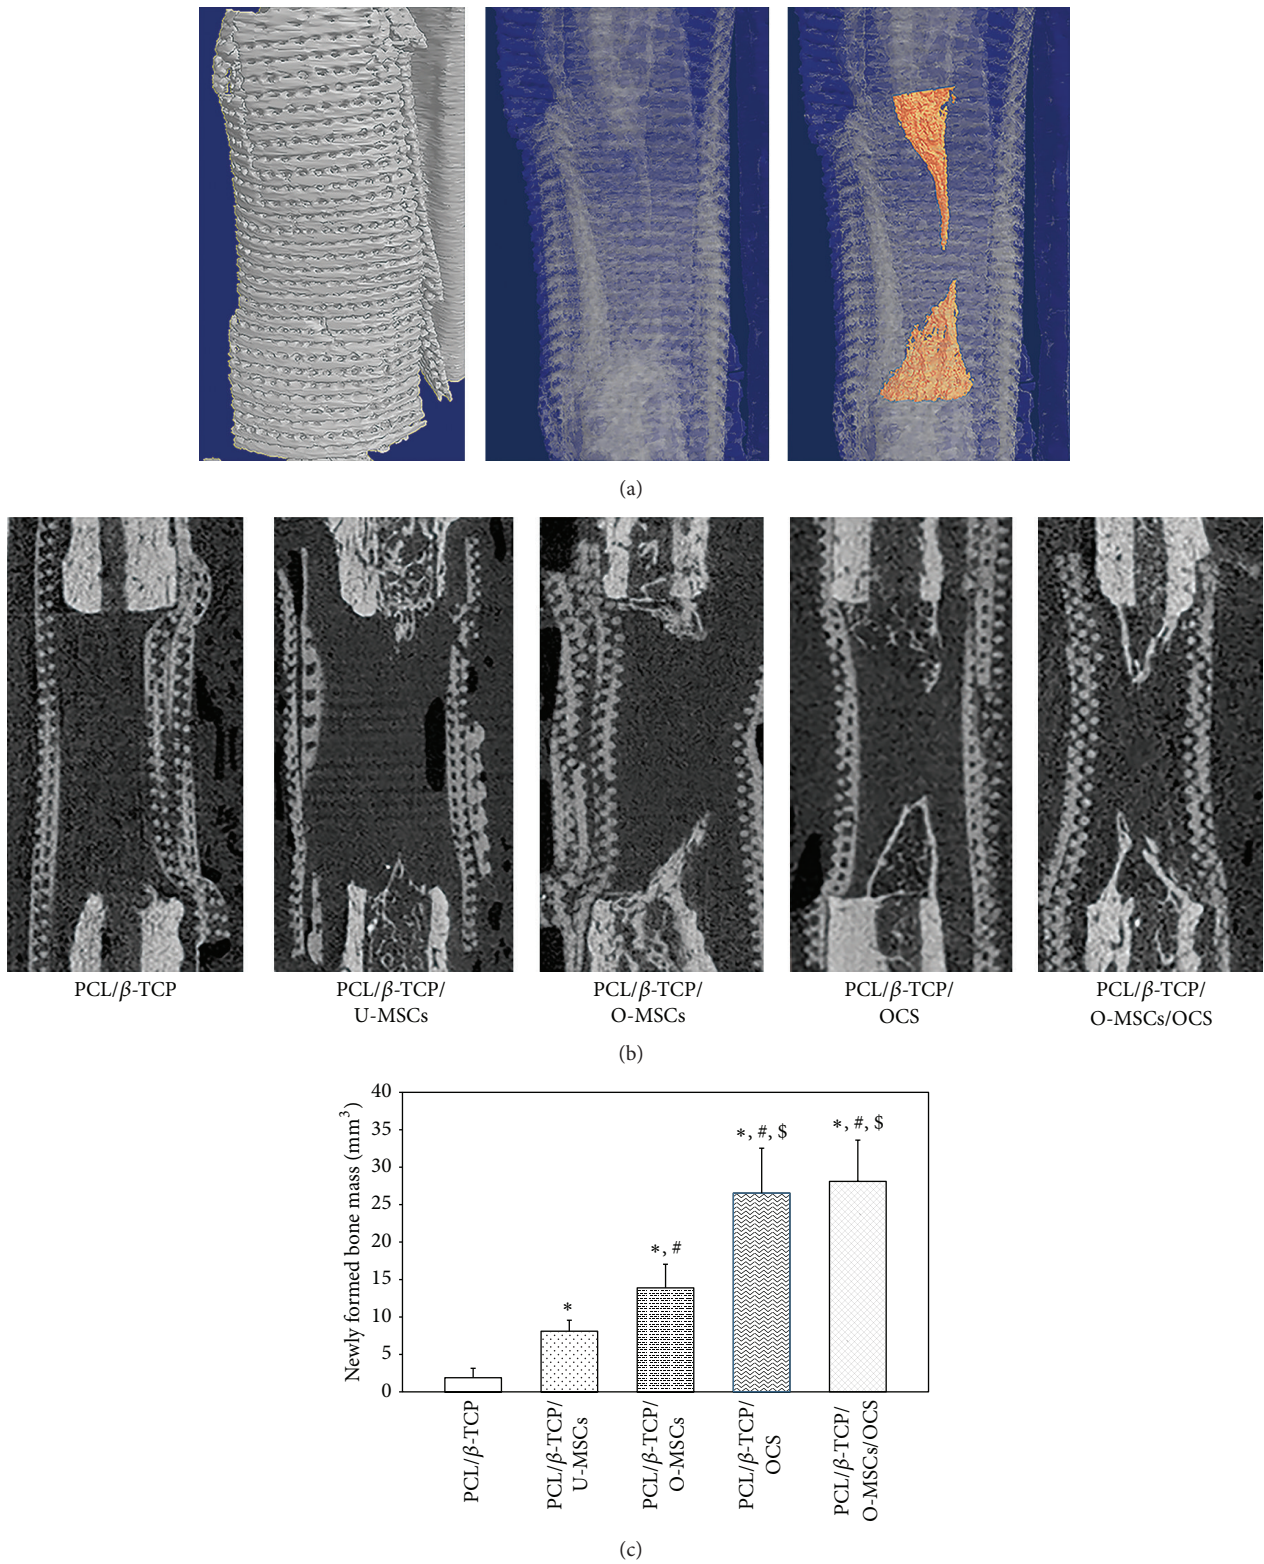 (a)
PCL/β-TCP
PCL/β-TCP/
U-MSCs
PCL/β-TCP/
O-MSCs
PCL/β-TCP/
OCS
PCL/β-TCP/
O-MSCs/OCS
(b)
Newly formed bone mass (mm³)
40
35
30
25
20
15
10
5
0
*
*, #
*, #, $
*, #, $
PCL/β-TCP
PCL/β-TCP/
U-MSCs
PCL/β-TCP/
O-MSCs
PCL/β-TCP/
OCS
PCL/β-TCP/
O-MSCs/OCS
(c)